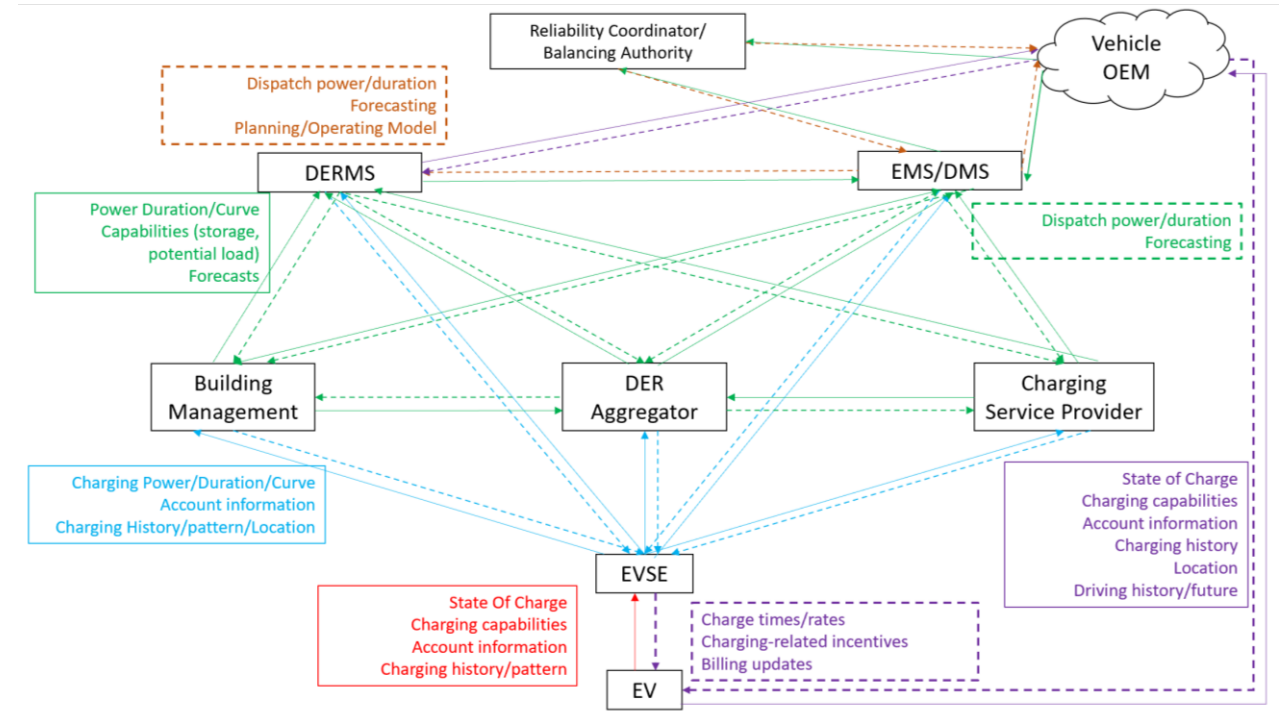 Reliability Coordinator/
Balancing Authority
Vehicle
OEM
Dispatch power/duration
Forecasting
Planning/Operating Model
DERMS
EMS/DMS
Power Duration/Curve
Capabilities (storage,
potential load)
Forecasts
Dispatch power/duration
Forecasting
Building
Management
DER
Aggregator
Charging
Service Provider
Charging Power/Duration/Curve
Account information
Charging History/pattern/Location
State of Charge
Charging capabilities
Account information
Charging history
Location
Driving history/future
EVSE
State Of Charge
Charging capabilities
Account information
Charging history/pattern
Charge times/rates
Charging-related incentives
Billing updates
EV